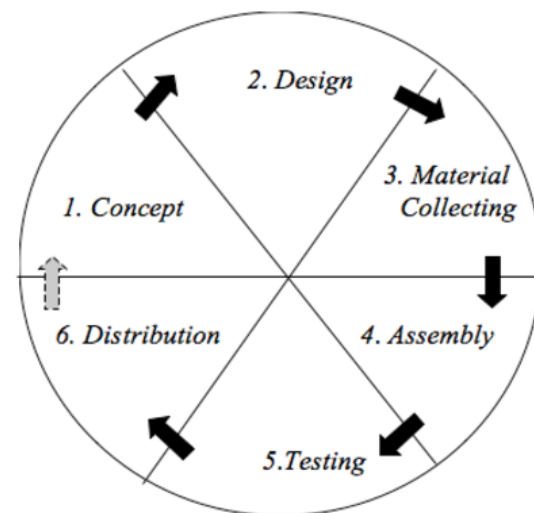 1. Concept
2. Design
3. Material
Collecting
4. Assembly
5.Testing
6. Distribution